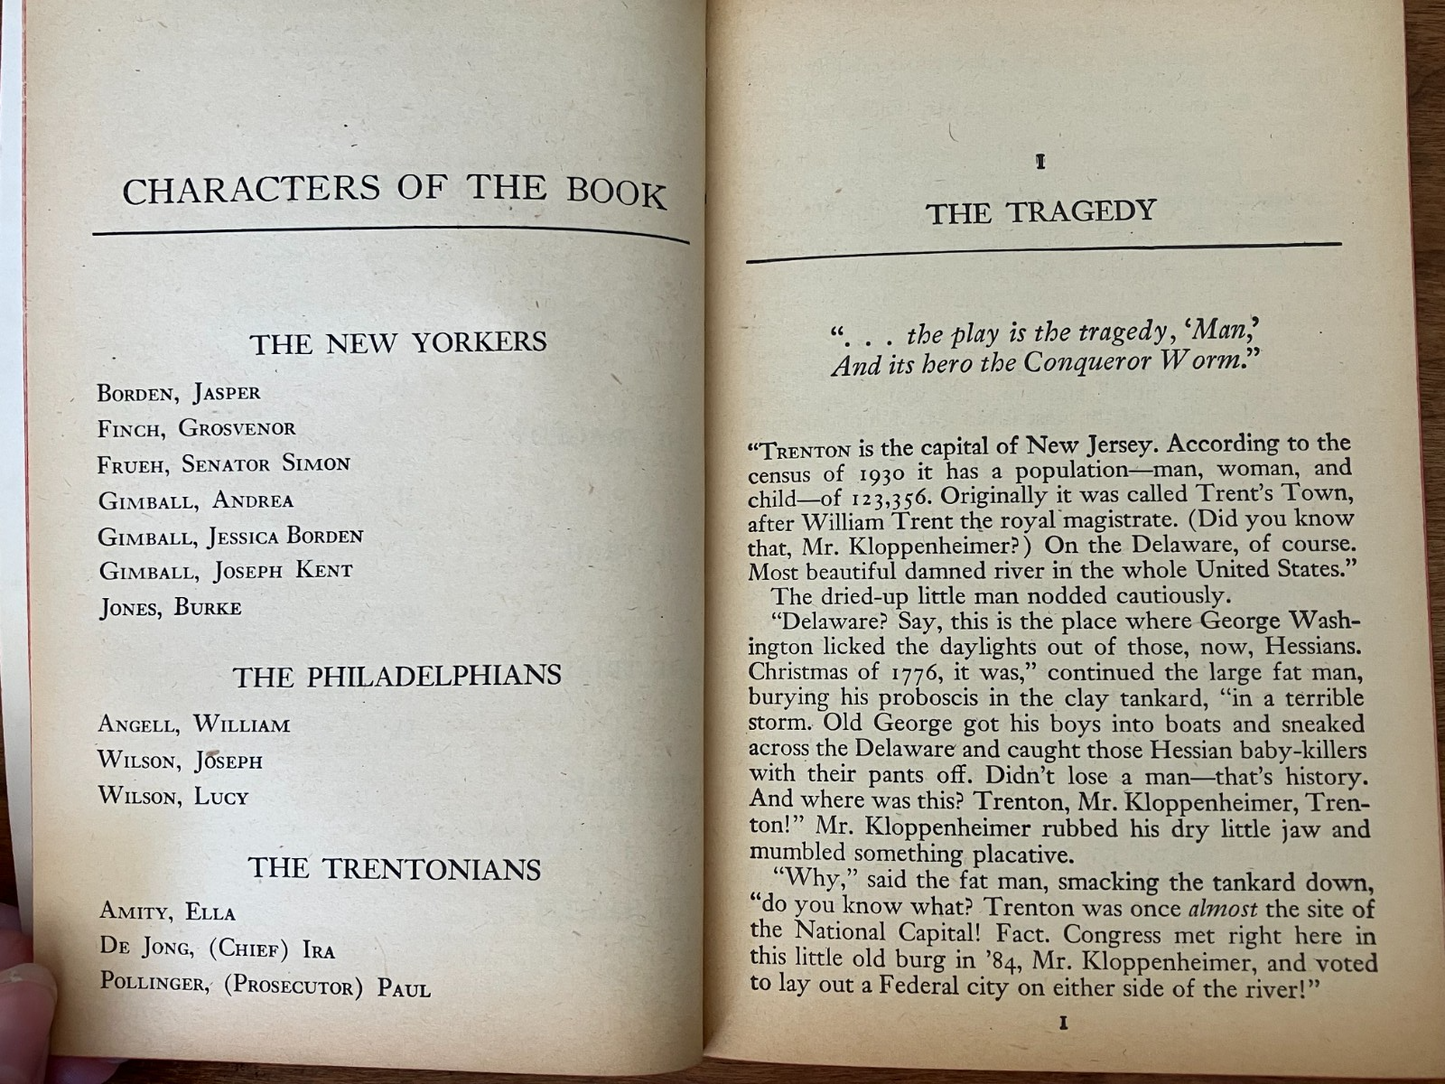 CHARACTERS OF THE BOOK
THE NEW YORKERS
Borden, Jasper
Finch, Grosvenor
Frueh, Senator Simon
Gimball, Andrea
Gimball, Jessica Borden
Gimball, Joseph Kent
Jones, Burke
THE PHILADELPHIANS
Angell, William
Wilson, Joseph
Wilson, Lucy
THE TRENTONIANS
Amity, Ella
De Jong, (Chief) Ira
Pollinger, (Prosecutor) Paul
I
THE TRAGEDY
“. . . the play is the tragedy, ‘Man,’
And its hero the Conqueror Worm.”
“Trenton is the capital of New Jersey. According to the
census of 1930 it has a population—man, woman, and
child—of 123,356. Originally it was called Trent's Town,
after William Trent the royal magistrate. (Did you know
that, Mr. Kloppenheimer?) On the Delaware, of course.
Most beautiful damned river in the whole United States.”
The dried-up little man nodded cautiously.
“Delaware? Say, this is the place where George Wash-
ington licked the daylights out of those, now, Hessians.
Christmas of 1776, it was,” continued the large fat man,
burying his proboscis in the clay tankard, “in a terrible
storm. Old George got his boys into boats and sneaked
across the Delaware and caught those Hessian baby-killers
with their pants off. Didn't lose a man—that's history.
And where was this? Trenton, Mr. Kloppenheimer, Tren-
ton!” Mr. Kloppenheimer rubbed his dry little jaw and
mumbled something placative.
“Why,” said the fat man, smacking the tankard down,
“do you know what? Trenton was once almost the site of
the National Capital! Fact. Congress met right here in
this little old burg in '84, Mr. Kloppenheimer, and voted
to lay out a Federal city on either side of the river!”
1